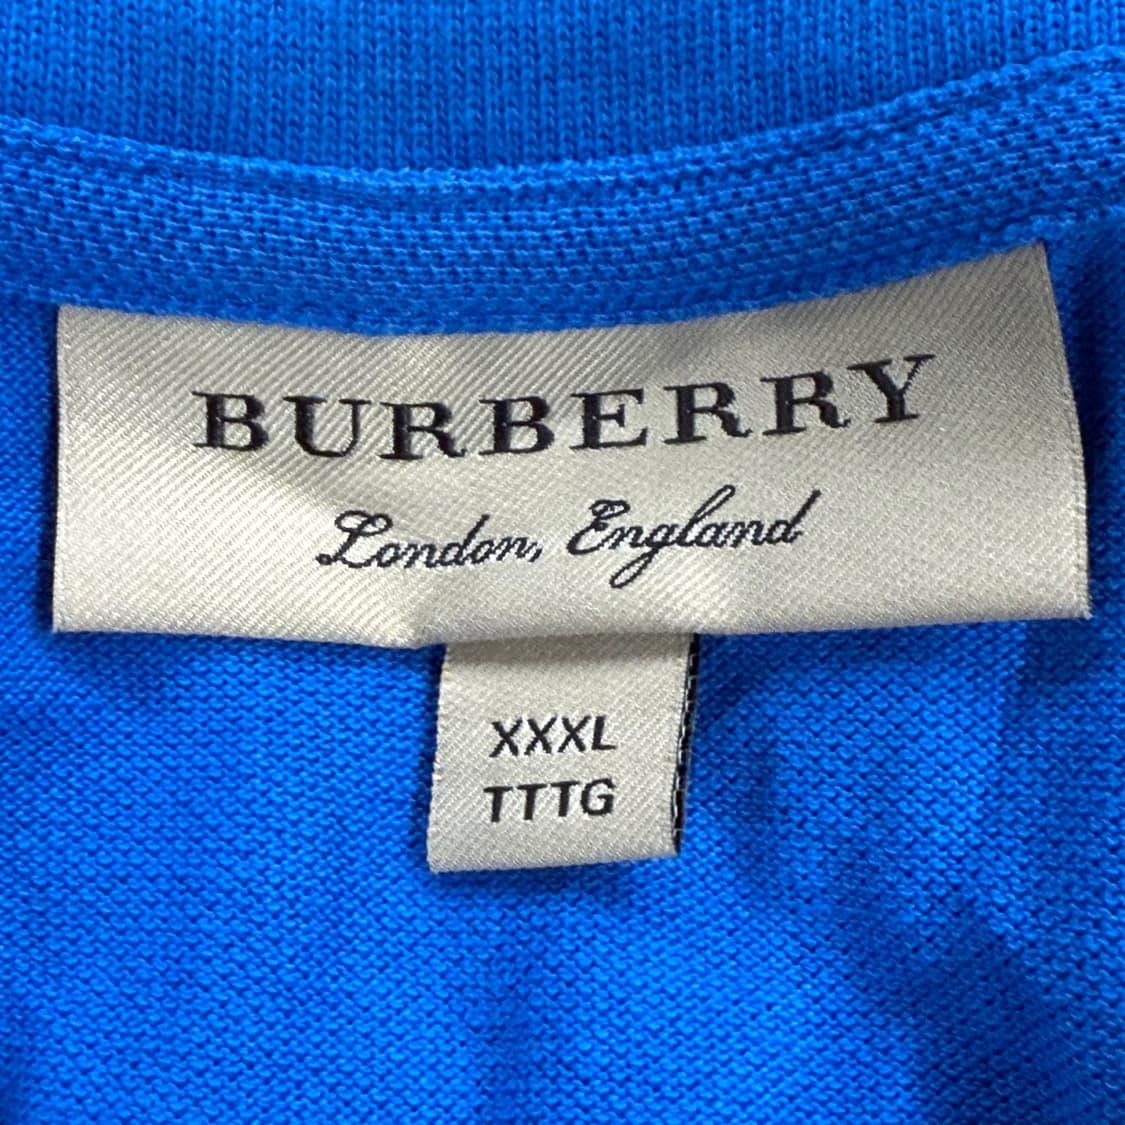 BURBERRY
London, England
XXXL
TTTG